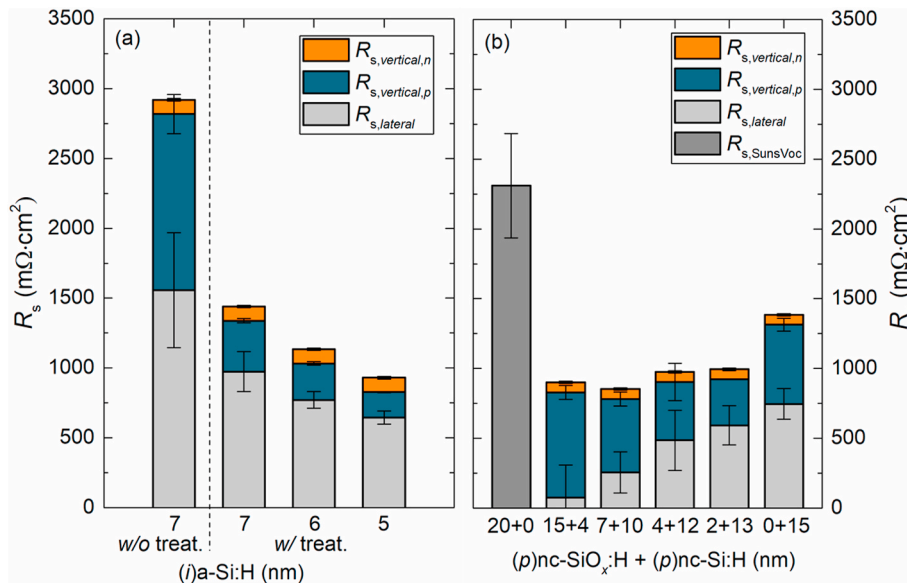 3500
3000
2500
2000
1500
1000
500
0
Rs (mΩ·cm²)
(a)
Rs,vertical,n
Rs,vertical,p
Rs,lateral
7 7 6 5
w/o treat. w/ treat.
(i)a-Si:H (nm)
(b)
Rs,vertical,n
Rs,vertical,p
Rs,lateral
Rs,SunsVoc
20+0 15+4 7+10 4+12 2+13 0+15
(p)nc-SiOx:H + (p)nc-Si:H (nm)
3500
3000
2500
2000
1500
1000
500
0
R (mΩ·cm²)